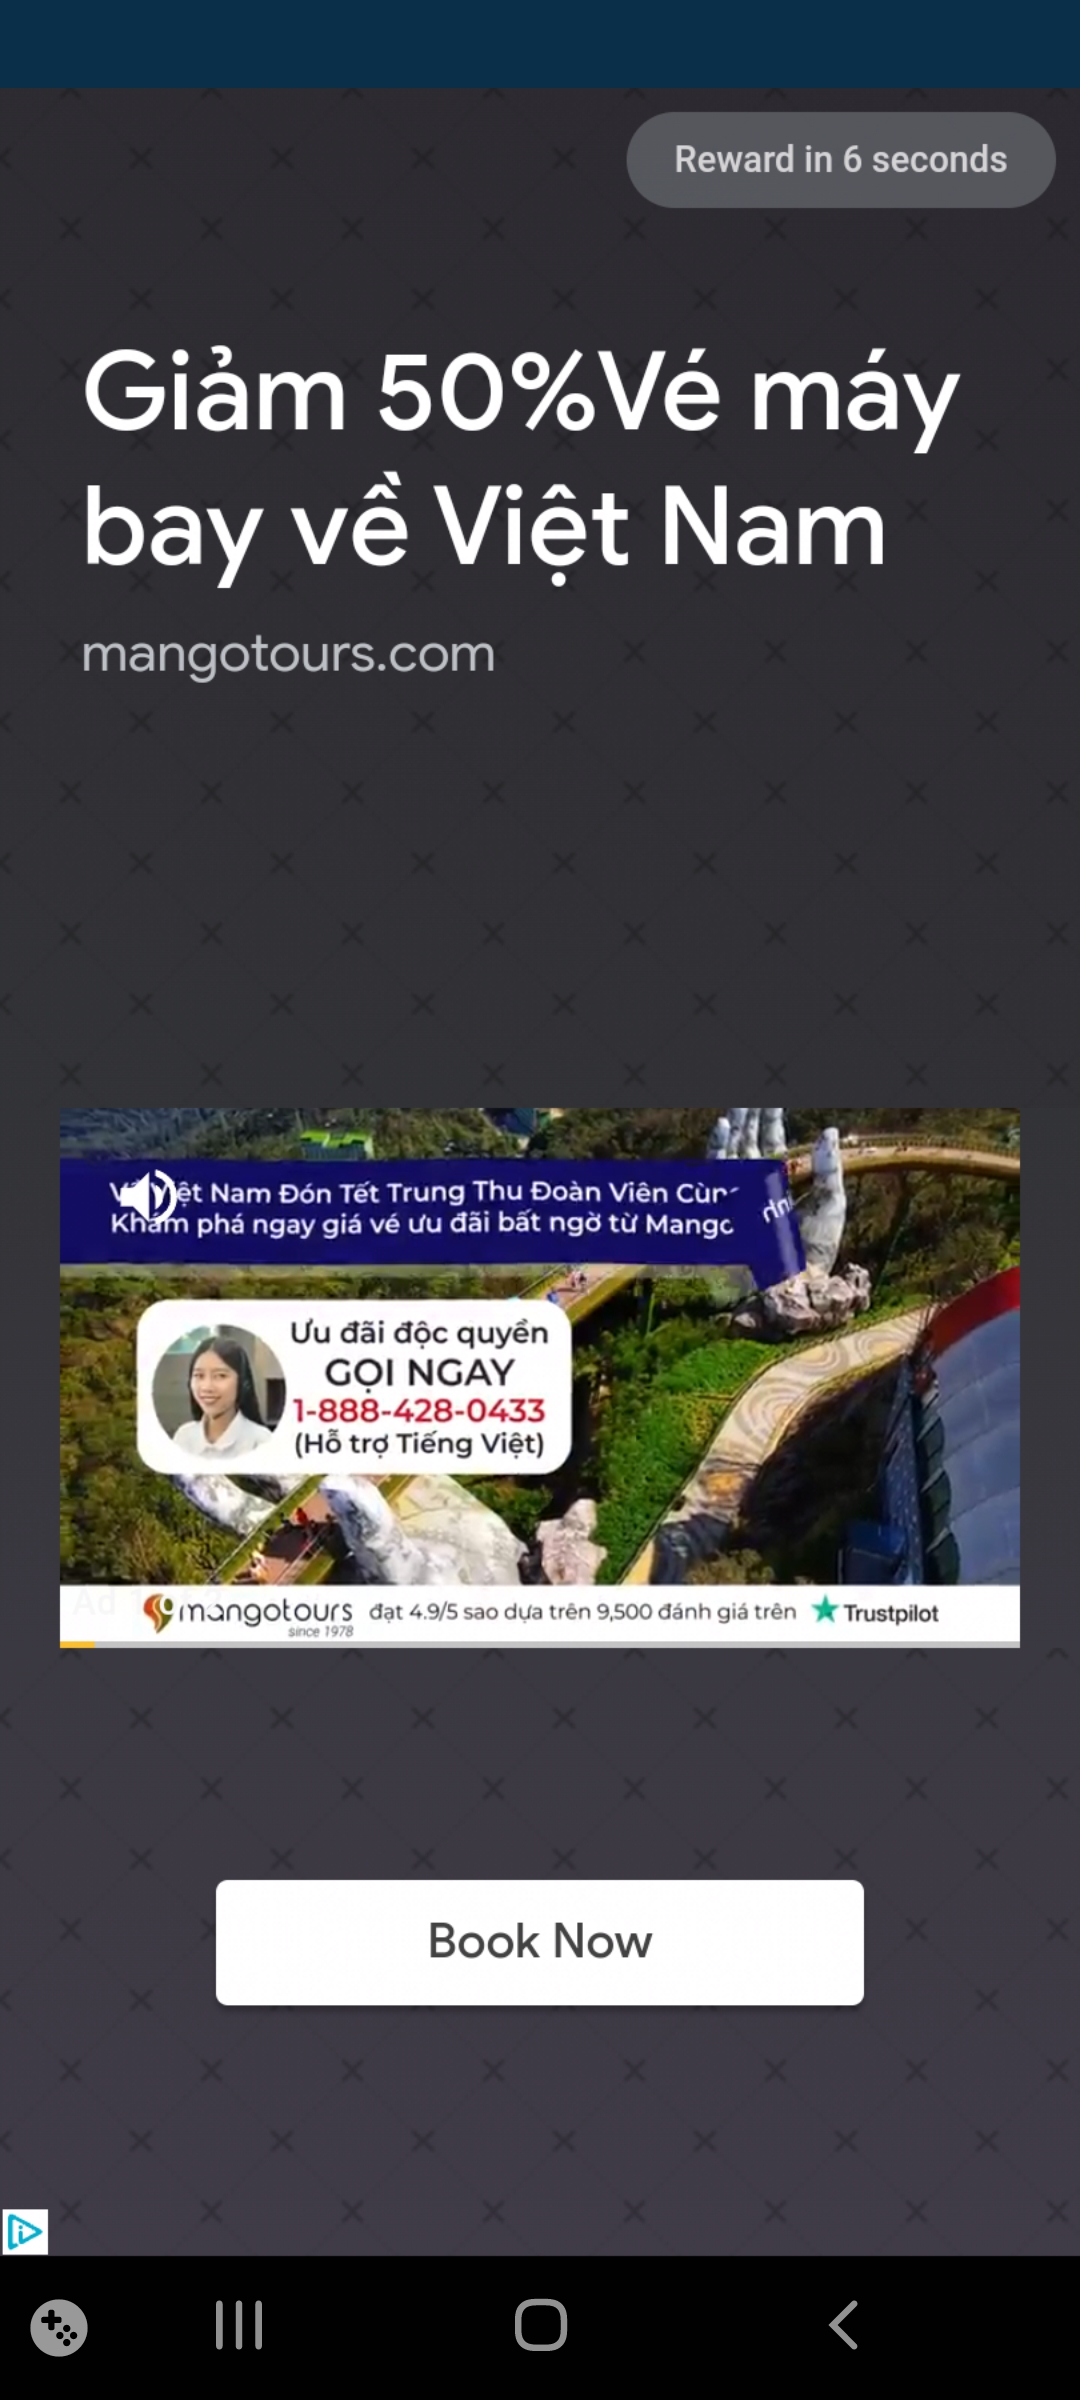 Reward in 6 seconds
Giảm 50%Vé máy
bay về Việt Nam
mangotours.com
Nam Đón Tết Trung Thu Đoàn Viên
Khám phá ngay giá vé ưu đãi bất ngờ từ
Ưu đãi độc quyền
GỌI NGAY
1-888-428-0433
(Hỗ trợ Tiếng Việt)
mangotours đạt 4.9/5 sao dựa trên 9,500 đánh giá trên Trustpilot
since 1978
Book Now